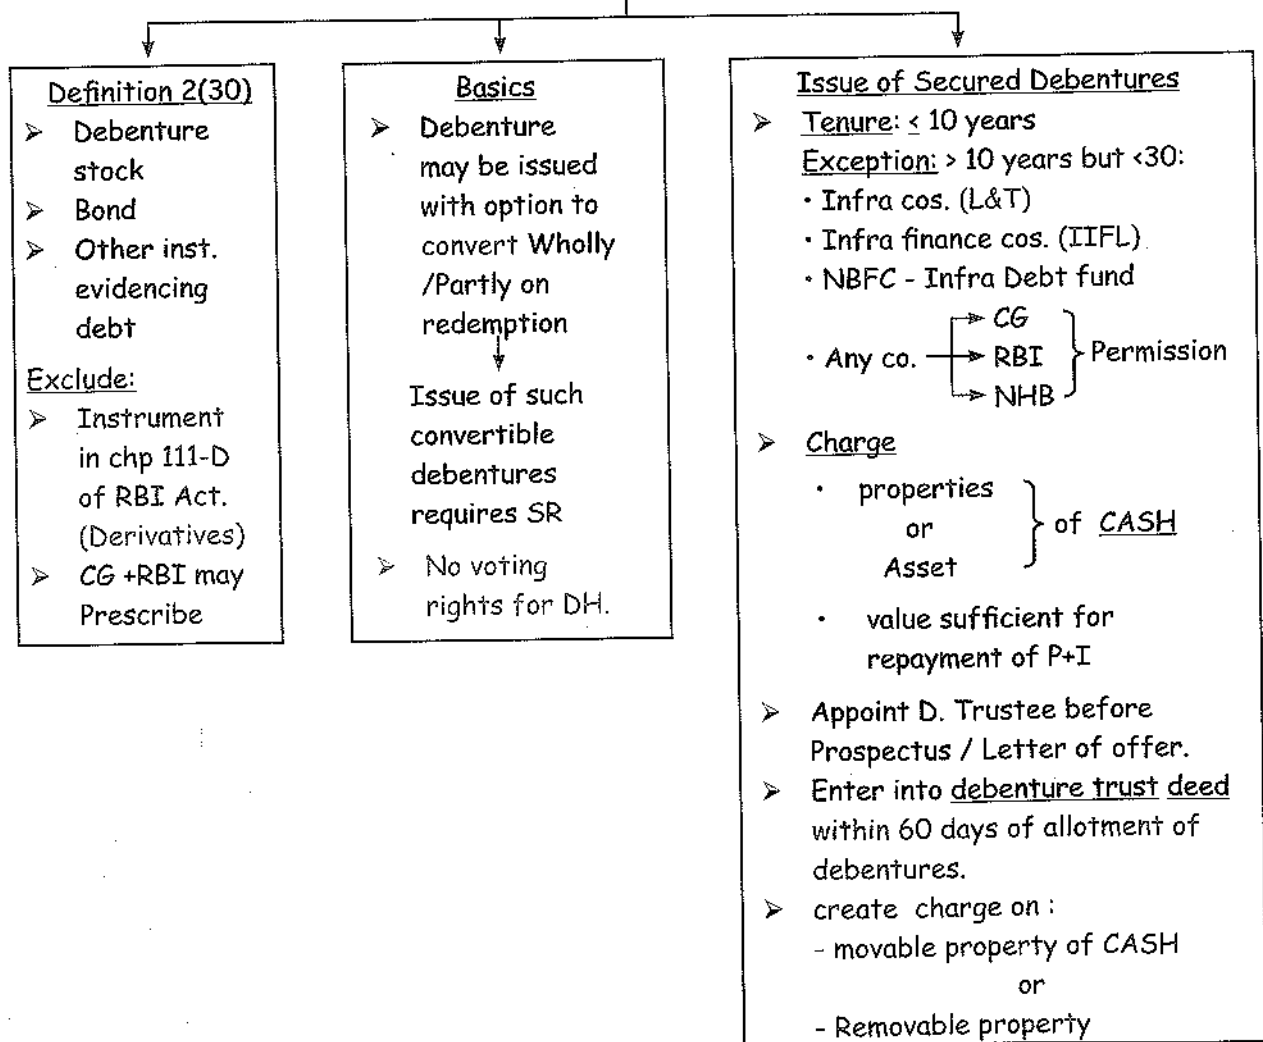 Definition 2(30)
➢ Debenture
stock
➢ Bond
➢ Other inst.
evidencing
debt
Exclude:
➢ Instrument
in chp 111-D
of RBI Act.
(Derivatives)
➢ CG +RBI may
Prescribe
Basics
➢ Debenture
may be issued
with option to
convert Wholly
/Partly on
redemption
Issue of such
convertible
debentures
requires SR
➢ No voting
rights for DH.
Issue of Secured Debentures
➢ Tenure: ≤ 10 years
Exception: > 10 years but <30:
• Infra cos. (L&T)
• Infra finance cos. (IIFL)
• NBFC - Infra Debt fund
CG
• Any co. RBI Permission
NHB
➢ Charge
• properties
or of CASH
Asset
• value sufficient for
repayment of P+I
➢ Appoint D. Trustee before
Prospectus / Letter of offer.
➢ Enter into debenture trust deed
within 60 days of allotment of
debentures.
➢ create charge on :
- movable property of CASH
or
- Removable property